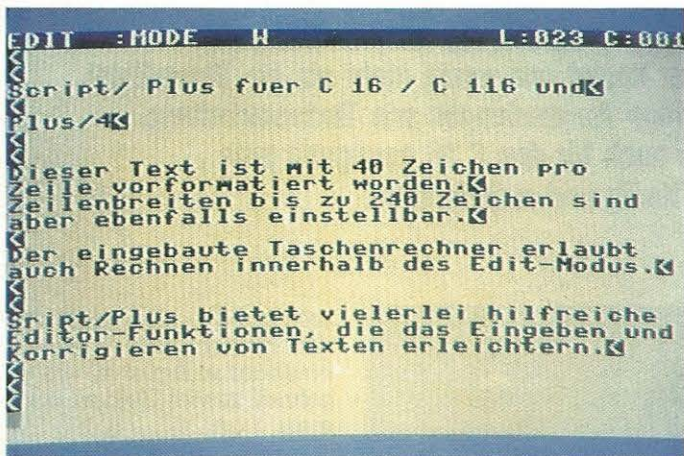 EDIT :MODE W L:023 C:001
Script/ Plus fuer C 16 / C 116 und
Plus/4
Dieser Text ist mit 40 Zeichen pro
Zeile vorformatiert worden.
Zeilenbreiten bis zu 240 Zeichen sind
aber ebenfalls einstellbar.
Der eingebaute Taschenrechner erlaubt
auch Rechnen innerhalb des Edit-Modus.
Sript/Plus bietet vielerlei hilfreiche
Editor-Funktionen, die das Eingeben und
Korrigieren von Texten erleichtern.